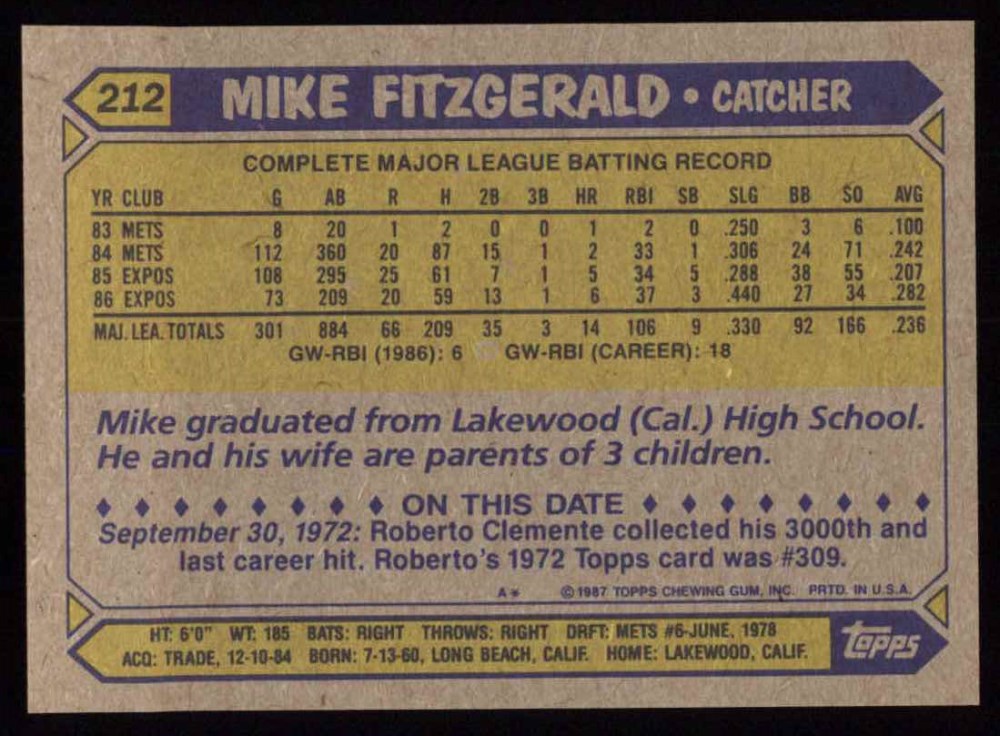 212 MIKE FITZGERALD • CATCHER
COMPLETE MAJOR LEAGUE BATTING RECORD
YR CLUB G AB R H 2B 3B HR RBI SB SLG BB SO AVG
83 METS 8 20 1 2 0 0 1 2 0 .250 3 6 .100
84 METS 112 360 20 87 15 1 2 33 1 .306 24 71 .242
85 EXPOS 108 295 25 61 7 1 5 34 5 .288 38 55 .207
86 EXPOS 73 209 20 59 13 1 6 37 3 .440 27 34 .282
MAJ. LEA. TOTALS 301 884 66 209 35 3 14 106 9 .330 92 166 .236
GW-RBI (1986): 6 GW-RBI (CAREER): 18
Mike graduated from Lakewood (Cal.) High School.
He and his wife are parents of 3 children.
♦ ♦ ♦ ♦ ♦ ♦ ♦ ♦ ON THIS DATE ♦ ♦ ♦ ♦ ♦ ♦ ♦ ♦
September 30, 1972: Roberto Clemente collected his 3000th and
last career hit. Roberto's 1972 Topps card was #309.
A* ©1987 TOPPS CHEWING GUM, INC. PRTD. IN U.S.A.
HT: 6'0" WT: 185 BATS: RIGHT THROWS: RIGHT DRFT: METS #6-JUNE, 1978
ACQ: TRADE, 12-10-84 BORN: 7-13-60, LONG BEACH, CALIF. HOME: LAKEWOOD, CALIF.
topps